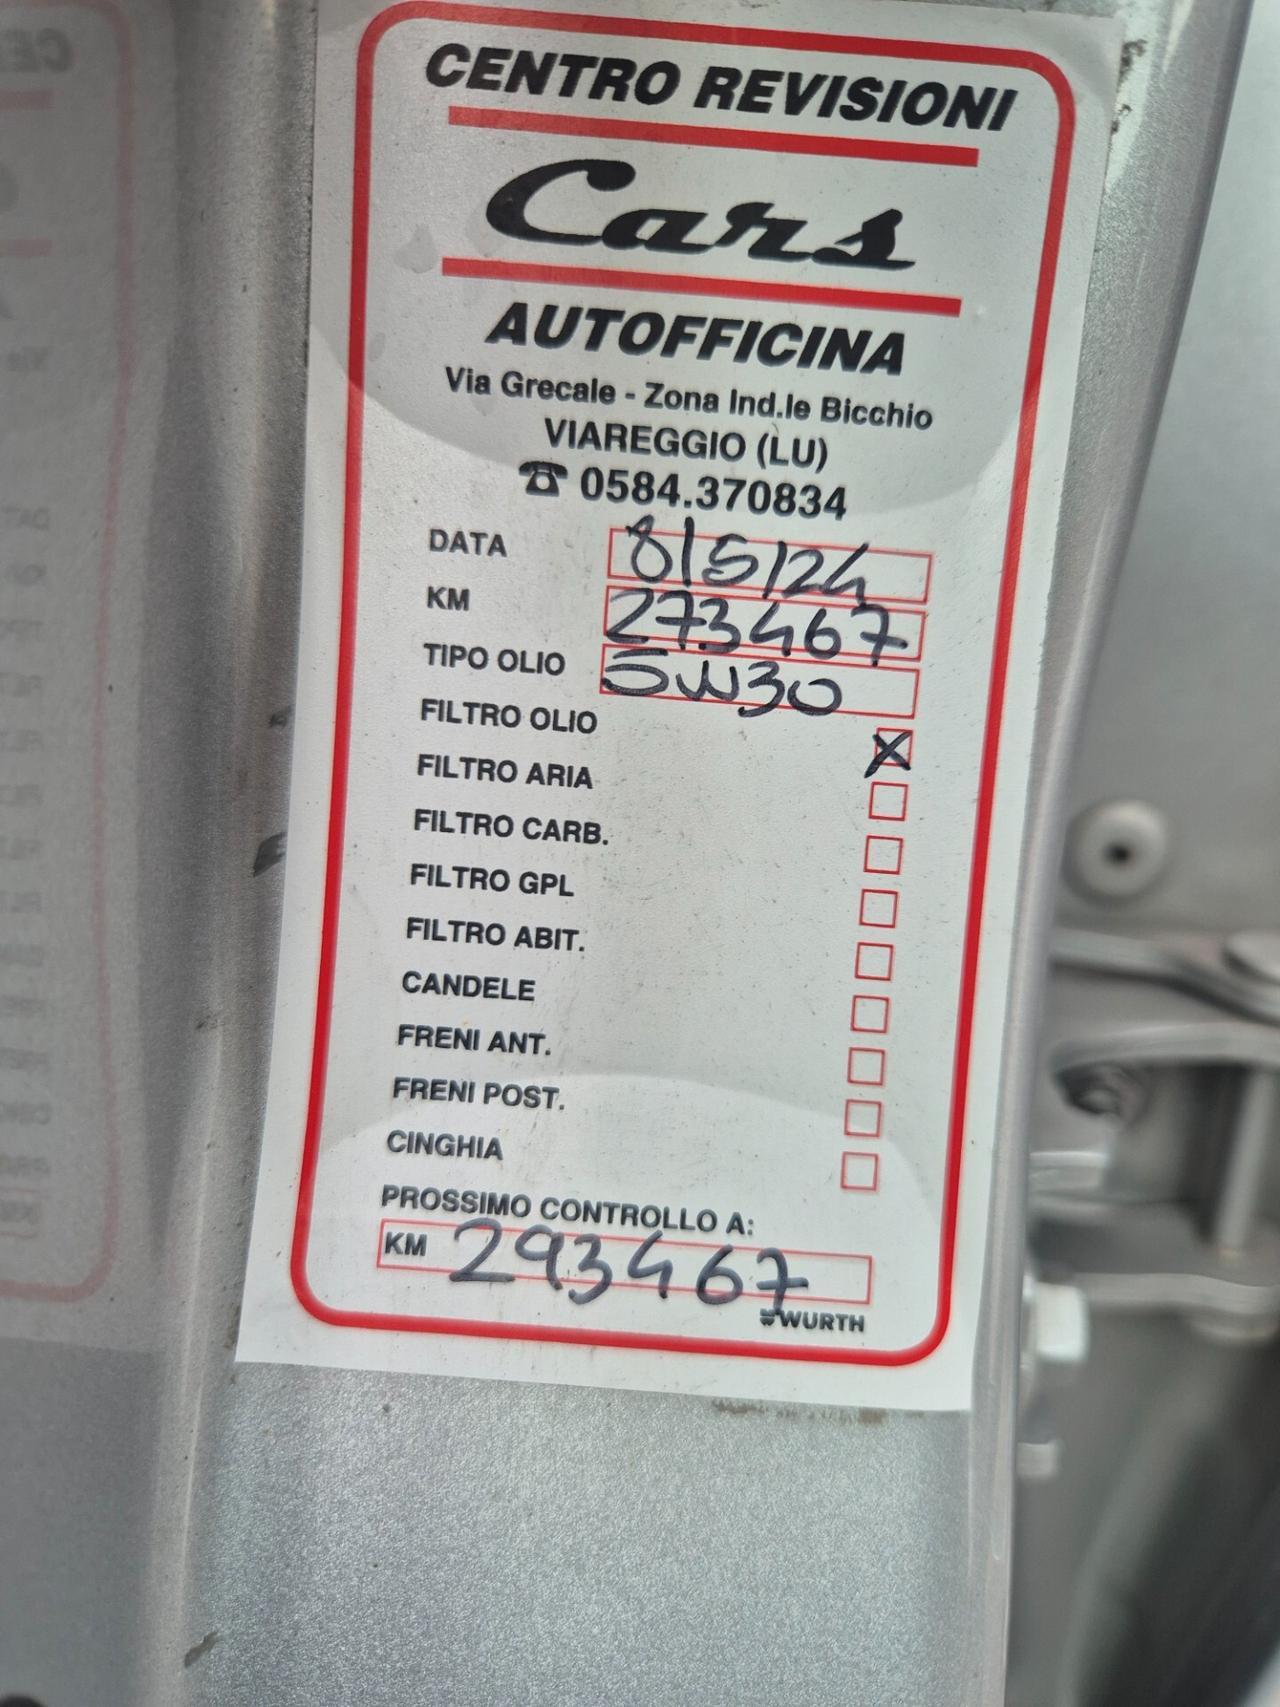 CENTRO REVISIONI
Cars
AUTOFFICINA
Via Grecale - Zona Ind.le Bicchio
VIAREGGIO (LU)
☎ 0584.370834
DATA 8/5/24
KM 273467
TIPO OLIO 5W30
FILTRO OLIO X
FILTRO ARIA
FILTRO CARB.
FILTRO GPL
FILTRO ABIT.
CANDELE
FRENI ANT.
FRENI POST.
CINGHIA
PROSSIMO CONTROLLO A:
KM 293467
WURTH